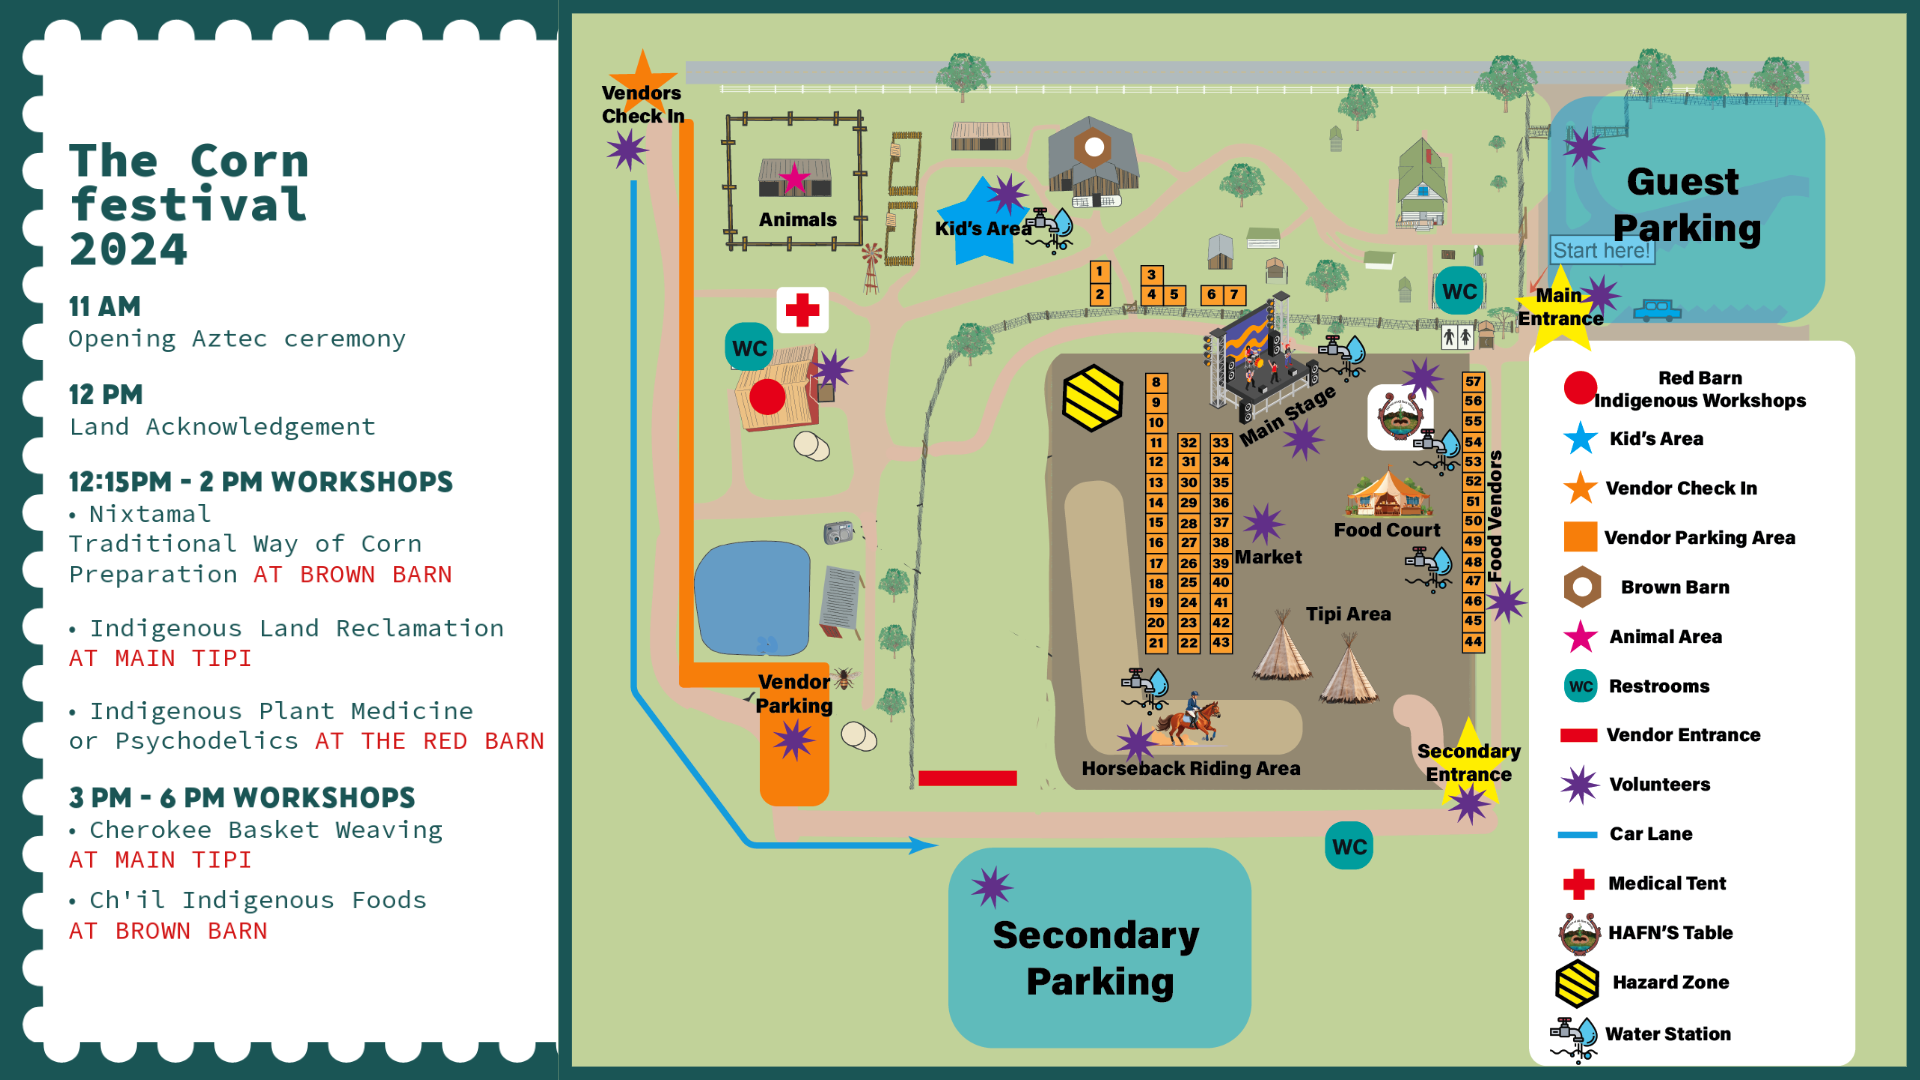 The Corn
festival
2024
11 AM
Opening Aztec ceremony
12 PM
Land Acknowledgement
12:15PM - 2 PM WORKSHOPS
• Nixtamal
Traditional Way of Corn
Preparation AT BROWN BARN
• Indigenous Land Reclamation
AT MAIN TIPI
• Indigenous Plant Medicine
or Psychodelics AT THE RED BARN
3 PM - 6 PM WORKSHOPS
• Cherokee Basket Weaving
AT MAIN TIPI
• Ch'il Indigenous Foods
AT BROWN BARN
Vendors
Check In
Animals
Kid's Area
Guest
Parking
Start here!
Main
Entrance
WC
WC
1
2
3
4 5
6 7
Main Stage
8
9
10
11 32 33
12 31 34
13 30 35
14 29 36
15 28 37
16 27 38
17 26 39
18 25 40
19 24 41
20 23 42
21 22 43
57
56
55
54
53
52
51
50
49
48
47
46
45
44
Food Vendors
Food Court
Market
Tipi Area
Vendor
Parking
Horseback Riding Area
Secondary
Entrance
WC
Secondary
Parking
Red Barn
Indigenous Workshops
Kid's Area
Vendor Check In
Vendor Parking Area
Brown Barn
Animal Area
WC Restrooms
Vendor Entrance
Volunteers
Car Lane
Medical Tent
HAFN'S Table
Hazard Zone
Water Station